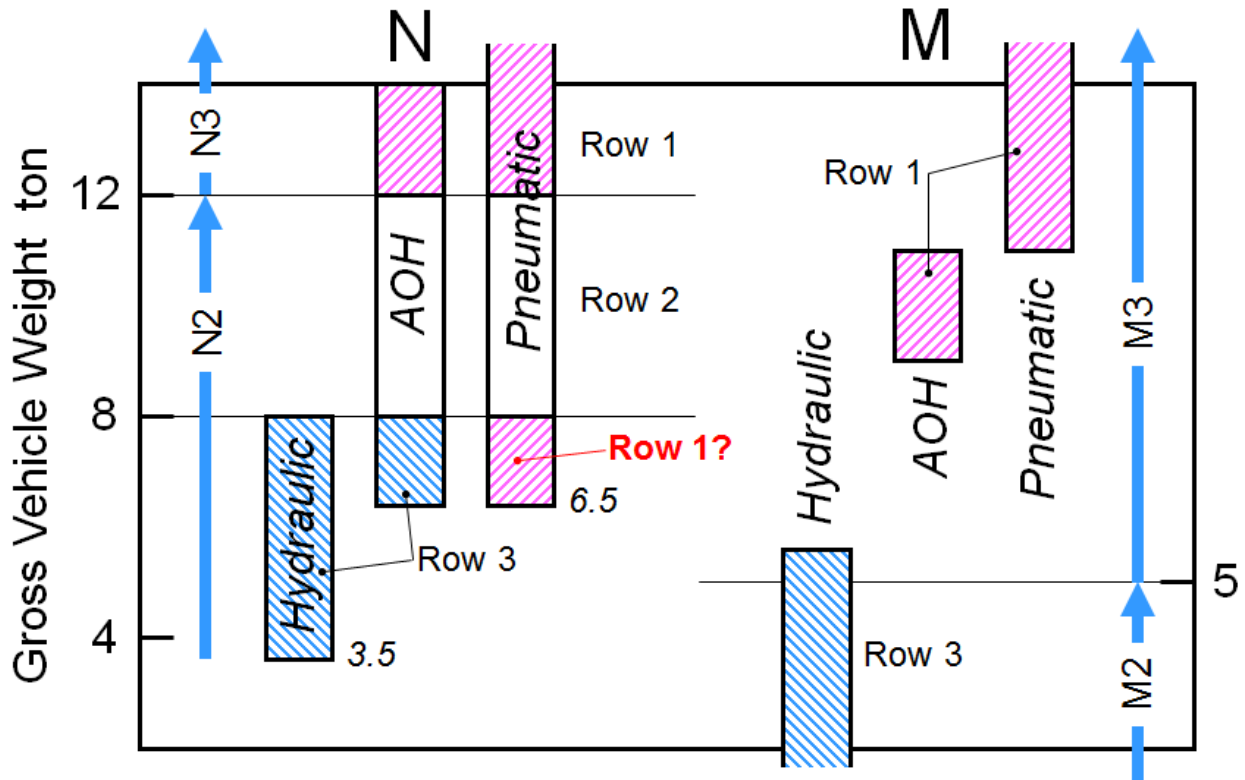 N
M
Gross Vehicle Weight ton
N3
Row 1
Row 1
12
Pneumatic
AOH
N2
Row 2
M3
Pneumatic
Hydraulic
AOH
8
Row 1?
6.5
Hydraulic
Row 3
5
4
3.5
Row 3
M2